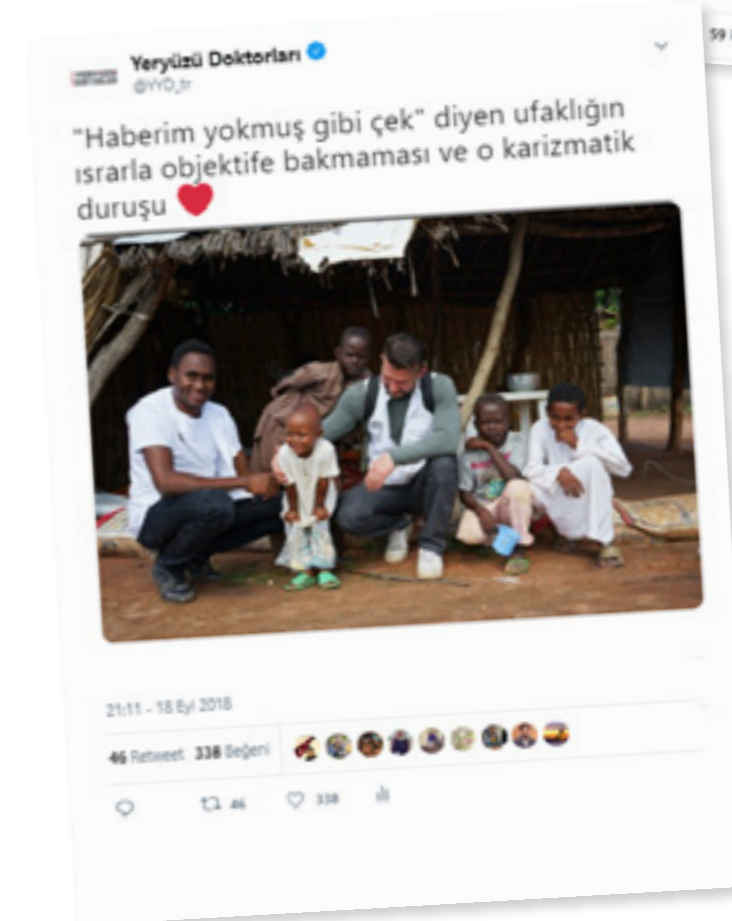 Yeryüzü Doktorları
@YYD_tr
"Haberim yokmuş gibi çek" diyen ufaklığın
ısrarla objektife bakmaması ve o karizmatik
duruşu
21:11 - 18 Eyl 2018
46 Retweet 338 Beğeni
46 338
59